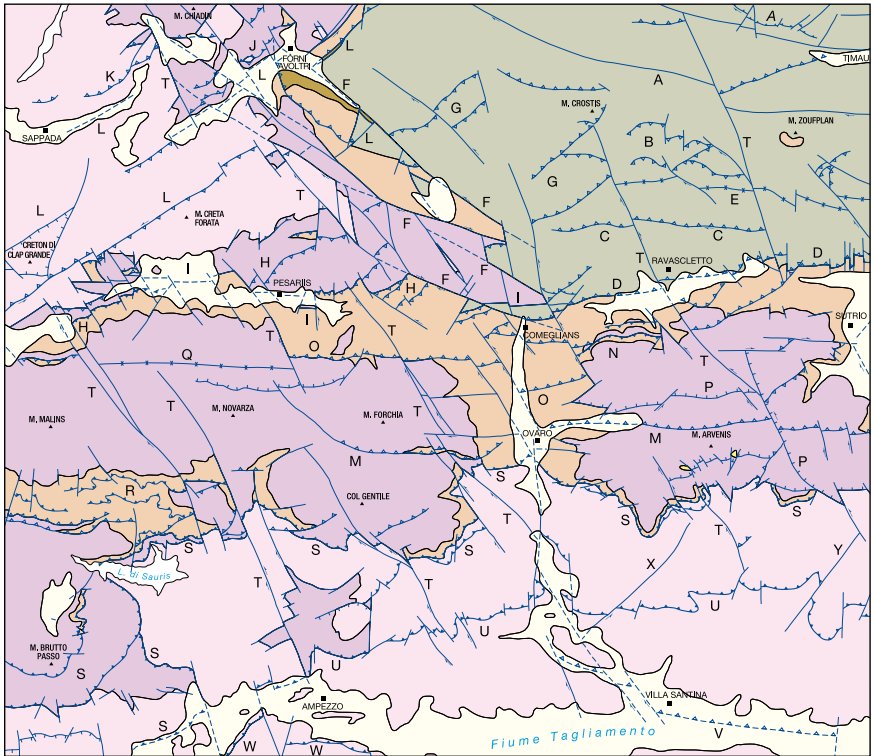 M. CHIADIN
A
J
L
FORNI
AVOLTRI
TIMAU
K
T
L
F
A
G
M. CROSTIS
M. ZOUFPLAN
L
SAPPADA
L
B
T
G
L
L
T
E
M. CRETA
FORATA
F
F
C
C
CRETON DI
CLAP GRANDE
H
T
RAVASCLETTO
D
I
F
F
H
D
PESARIIS
I
SUTRIO
H
I
T
T
COMEGLIANS
O
N
Q
T
T
T
P
O
M. MALINS
M. NOVARZA
M. FORCHIA
T
OVARO
M
M. ARVENIS
M
P
S
R
COL GENTILE
S
S
T
S
T
S
S
S
Y
L. di Sauris
T
T
X
U
U
M. BRUTTO
PASSO
S
S
U
VILLA SANTINA
AMPEZZO
S
Fiume Tagliamento
V
W
W